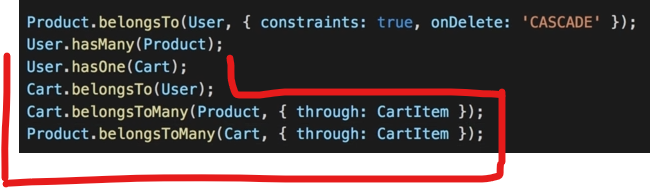 Product.belongsTo(User, { constraints: true, onDelete: 'CASCADE' });
User.hasMany(Product);
User.hasOne(Cart);
Cart.belongsTo(User);
Cart.belongsToMany(Product, { through: CartItem });
Product.belongsToMany(Cart, { through: CartItem });